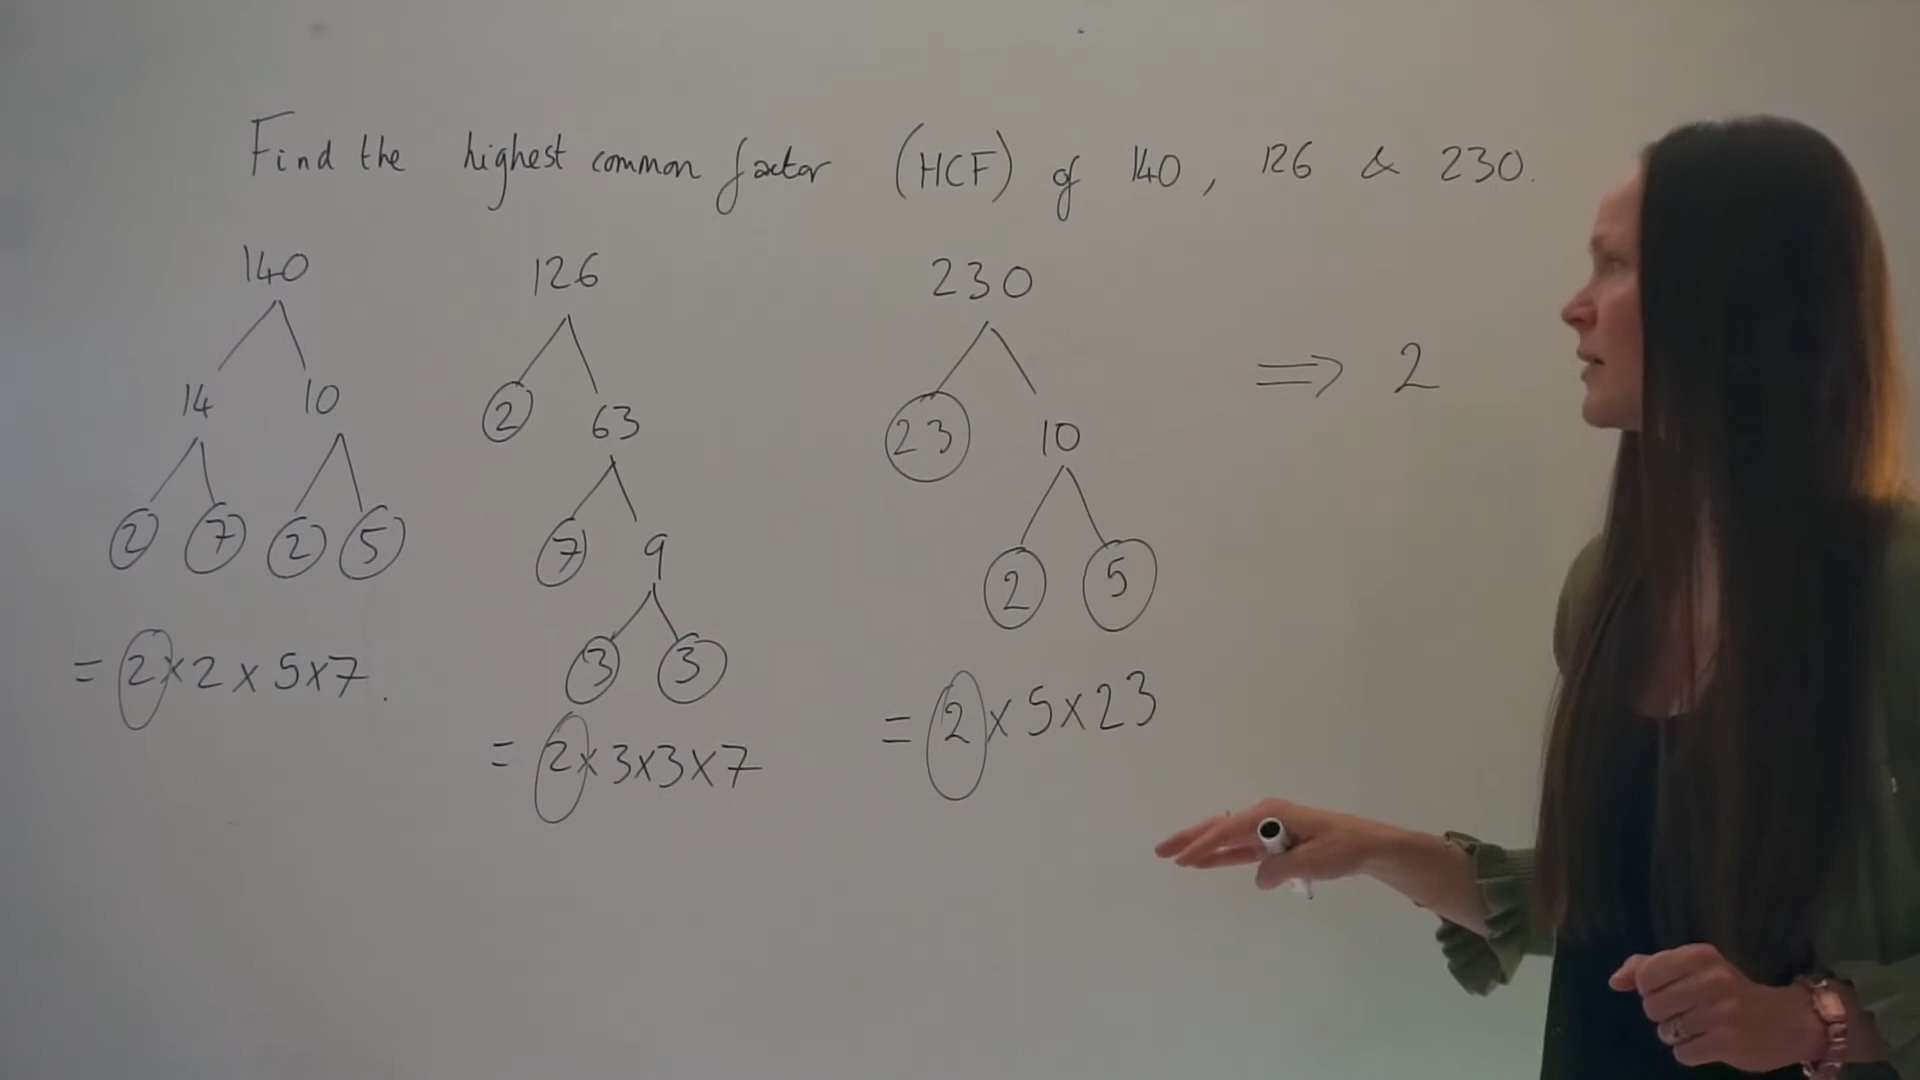 Find the highest common factor (HCF) of 140, 126 & 230.
140
14 10
2 7 2 5
= 2 x 2 x 5 x 7.
126
2 63
7 9
3 3
= 2 x 3 x 3 x 7
230
23 10
2 5
= 2 x 5 x 23
⇒ 2